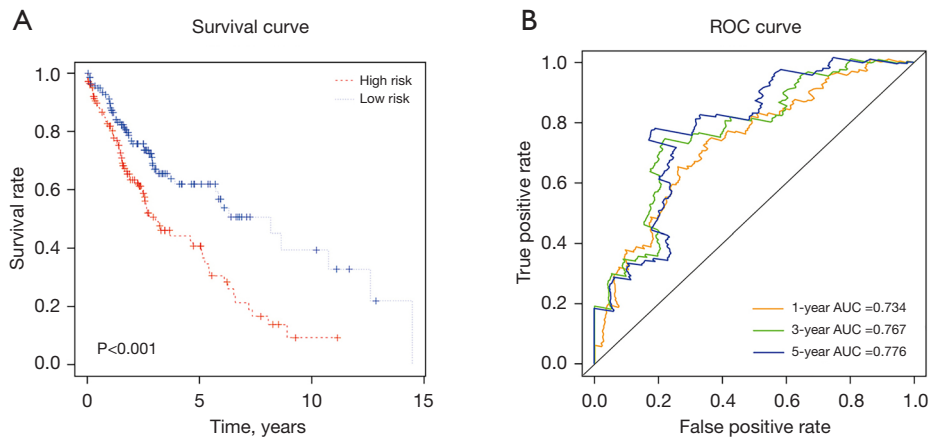 A
Survival curve
Survival rate
1.0
0.8
0.6
0.4
0.2
0.0
High risk
Low risk
P<0.001
0
5
10
15
Time, years
B
ROC curve
True positive rate
1.0
0.8
0.6
0.4
0.2
0.0
1-year AUC =0.734
3-year AUC =0.767
5-year AUC =0.776
0.0
0.2
0.4
0.6
0.8
1.0
False positive rate